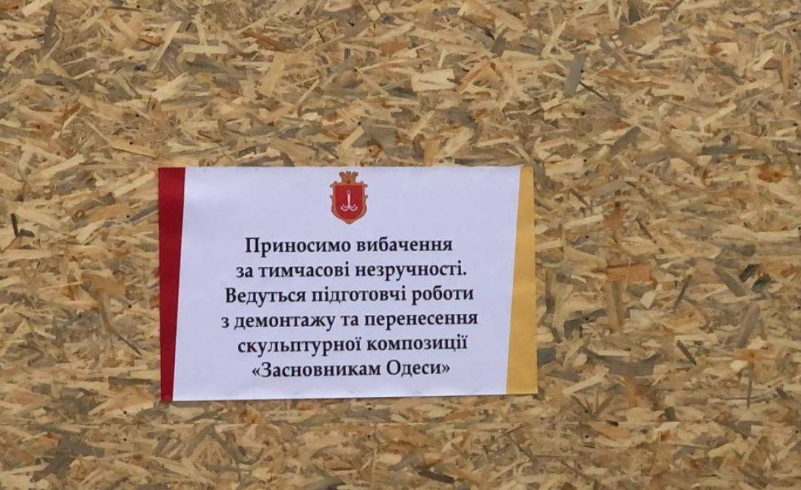 Приносимо вибачення
за тимчасові незручності.
Ведуться підготовчі роботи
з демонтажу та перенесення
скульптурної композиції
«Засновникам Одеси»